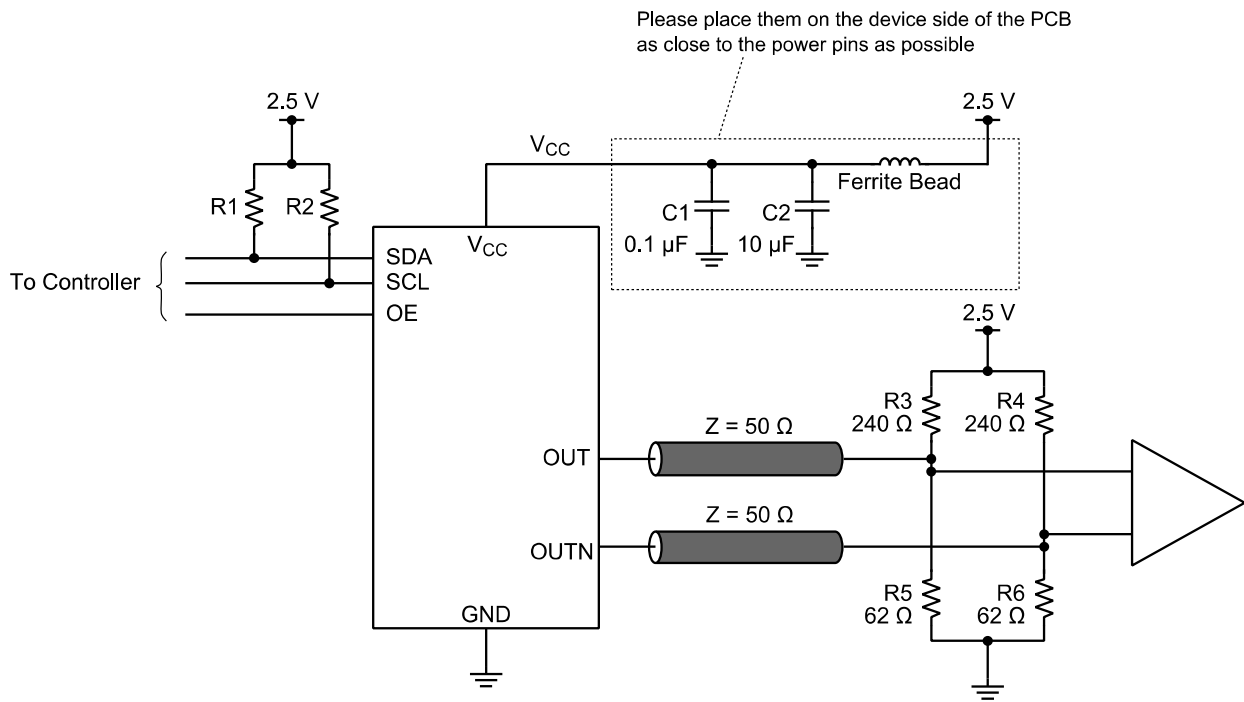 Please place them on the device side of the PCB
as close to the power pins as possible
2.5 V
2.5 V
VCC
Ferrite Bead
R1
R2
C1
C2
0.1 µF
10 µF
VCC
SDA
SCL
OE
To Controller
2.5 V
R3
240 Ω
R4
240 Ω
Z = 50 Ω
OUT
Z = 50 Ω
OUTN
R5
62 Ω
R6
62 Ω
GND